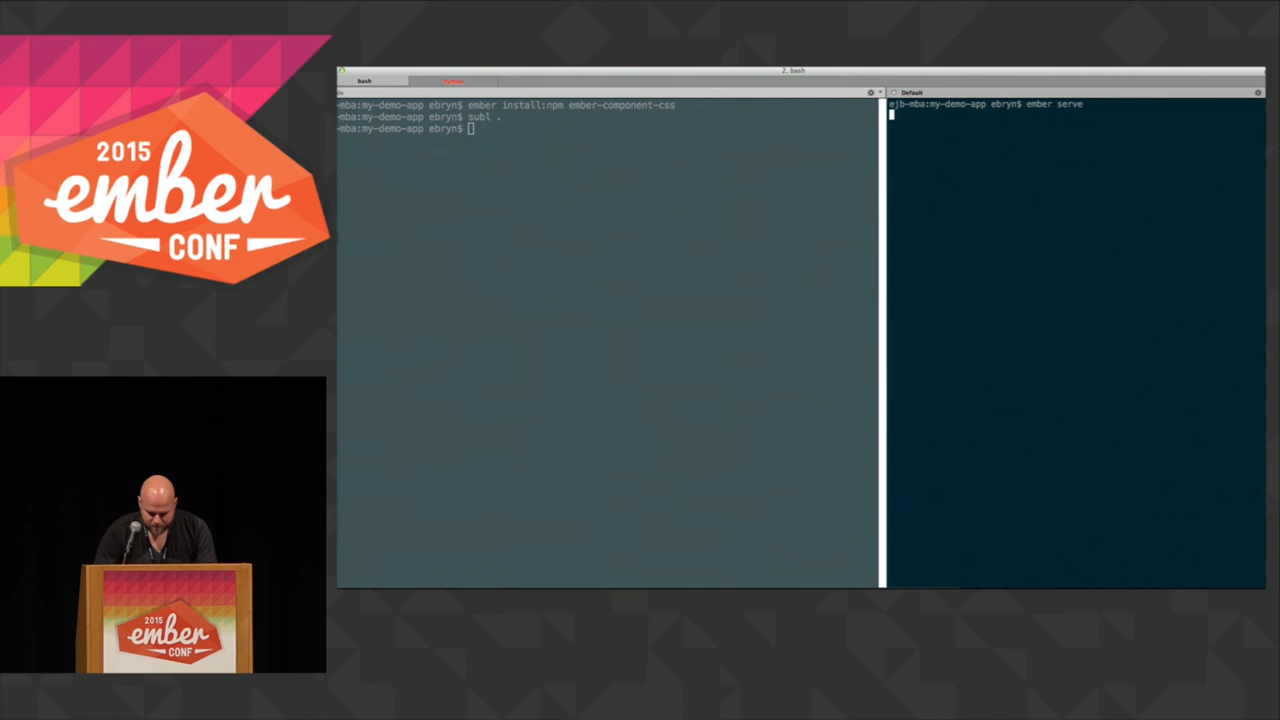 2015
ember
CONF
2. bash
bash
Python
de
Default
-mba:my-demo-app ebryn$ ember install:npm ember-component-css
-mba:my-demo-app ebryn$ subl .
-mba:my-demo-app ebryn$
ejb-mba:my-demo-app ebryn$ ember serve
2015
ember
CONF